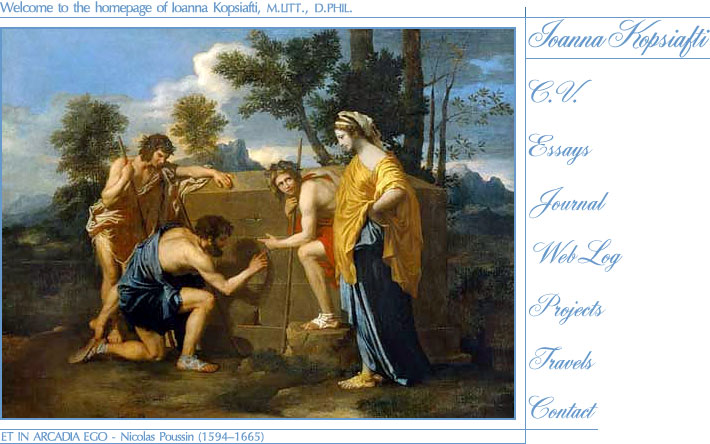 Welcome to the homepage of Ioanna Kopsiafti, M.LITT., D.PHIL.
Ioanna Kopsiafti
C.V.
Essays
Journal
Web Log
Projects
Travels
Contact
ET IN ARCADIA EGO - Nicolas Poussin (1594–1665)